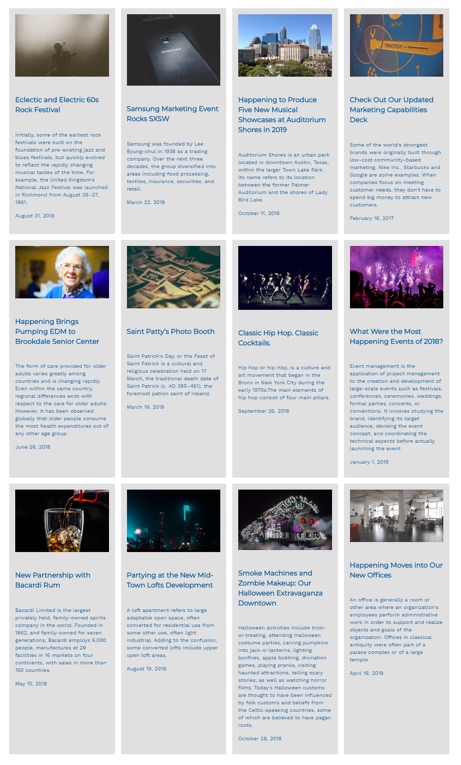 Eclectic and Electric 60s
Rock Festival
Initially, some of the earliest rock
festivals were built on the
foundation of pre-existing jazz and
blues festivals, but quickly evolved
to reflect the rapidly changing
musical tastes of the time. For
example, the United Kingdom's
National Jazz Festival was launched
in Richmond from August 26–27,
1961.
August 31, 2018
Samsung Marketing Event
Rocks SXSW
Samsung was founded by Lee
Byung-chul in 1938 as a trading
company. Over the next three
decades, the group diversified into
areas including food processing,
textiles, insurance, securities, and
retail.
March 23, 2018
Happening to Produce
Five New Musical
Showcases at Auditorium
Shores in 2019
Auditorium Shores is an urban park
located in downtown Austin, Texas,
within the larger Town Lake Park.
Its name refers to its location
between the former Palmer
Auditorium and the shores of Lady
Bird Lake.
October 11, 2018
Check Out Our Updated
Marketing Capabilities
Deck
Some of the world's strongest
brands were originally built through
low-cost community-based
marketing. Nike Inc., Starbucks and
Google are some examples. When
companies focus on meeting
customer needs, they don't have to
spend big money to attract new
customers.
February 16, 2017
Happening Brings
Pumping EDM to
Brookdale Senior Center
The form of care provided for older
adults varies greatly among
countries and is changing rapidly.
Even within the same country,
regional differences exist with
respect to the care for older adults.
However, it has been observed
globally that older people consume
the most health expenditures out of
any other age group.
June 26, 2018
Saint Patty's Photo Booth
Saint Patrick's Day, or the Feast of
Saint Patrick is a cultural and
religious celebration held on 17
March, the traditional death date of
Saint Patrick (c. AD 385–461), the
foremost patron saint of Ireland.
March 19, 2019
Classic Hip Hop. Classic
Cocktails.
Hip hop or hip-hop, is a culture and
art movement that began in the
Bronx in New York City during the
early 1970s.The main elements of
hip hop consist of four main pillars.
September 26, 2018
What Were the Most
Happening Events of 2018?
Event management is the
application of project management
to the creation and development of
large-scale events such as festivals,
conferences, ceremonies, weddings,
formal parties, concerts, or
conventions. It involves studying the
brand, identifying its target
audience, devising the event
concept, and coordinating the
technical aspects before actually
launching the event.
January 1, 2019
New Partnership with
Bacardi Rum
Bacardi Limited is the largest
privately held, family-owned spirits
company in the world. Founded in
1862, and family-owned for seven
generations, Bacardi employs 6,000
people, manufactures at 29
facilities in 16 markets on four
continents, with sales in more than
150 countries.
May 10, 2018
Partying at the New Mid-
Town Lofts Development
A loft apartment refers to large
adaptable open space, often
converted for residential use from
some other use, often light
industrial. Adding to the confusion,
some converted lofts include upper
open loft areas.
August 19, 2018
Smoke Machines and
Zombie Makeup: Our
Halloween Extravaganza
Downtown
Halloween activities include trick-
or-treating, attending Halloween
costume parties, carving pumpkins
into jack-o'-lanterns, lighting
bonfires, apple bobbing, divination
games, playing pranks, visiting
haunted attractions, telling scary
stories, as well as watching horror
films. Today's Halloween customs
are thought to have been influenced
by folk customs and beliefs from
the Celtic-speaking countries, some
of which are believed to have pagan
roots.
October 28, 2018
Happening Moves into Our
New Offices
An office is generally a room or
other area where an organization's
employees perform administrative
work in order to support and realize
objects and goals of the
organization. Offices in classical
antiquity were often part of a
palace complex or of a large
temple.
April 19, 2019